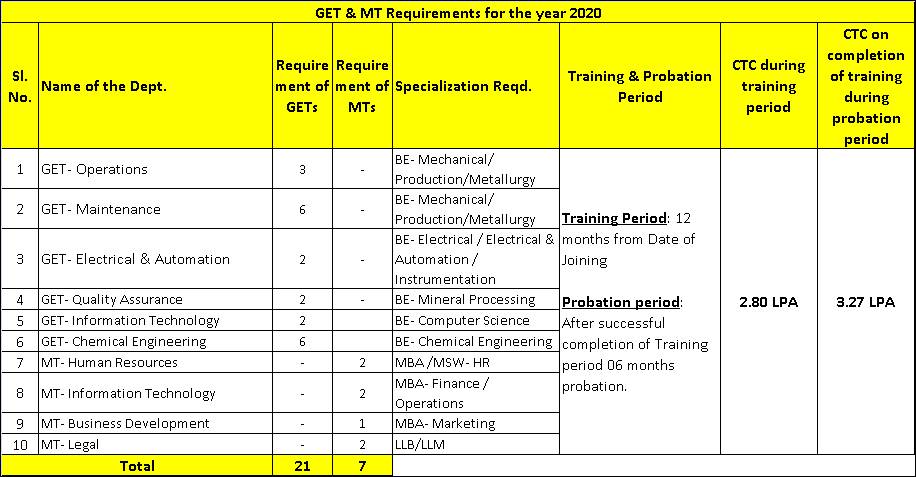 GET & MT Requirements for the year 2020
Sl.
No.
Name of the Dept.
Require
ment of
GETs
Require
ment of
MTs
Specialization Reqd.
Training & Probation
Period
CTC during
training
period
CTC on
completion
of training
during
probation
period
1
GET- Operations
3
-
BE- Mechanical/
Production/Metallurgy
2
GET- Maintenance
6
-
BE- Mechanical/
Production/Metallurgy
3
GET- Electrical & Automation
2
-
BE- Electrical / Electrical &
Automation /
Instrumentation
4
GET- Quality Assurance
2
-
BE- Mineral Processing
5
GET- Information Technology
2
BE- Computer Science
6
GET- Chemical Engineering
6
BE- Chemical Engineering
7
MT- Human Resources
-
2
MBA /MSW- HR
8
MT- Information Technology
-
2
MBA- Finance /
Operations
9
MT- Business Development
-
1
MBA- Marketing
10
MT- Legal
-
2
LLB/LLM
Training Period: 12
months from Date of
Joining
Probation period:
After successful
completion of Training
period 06 months
probation.
2.80 LPA
3.27 LPA
Total
21
7